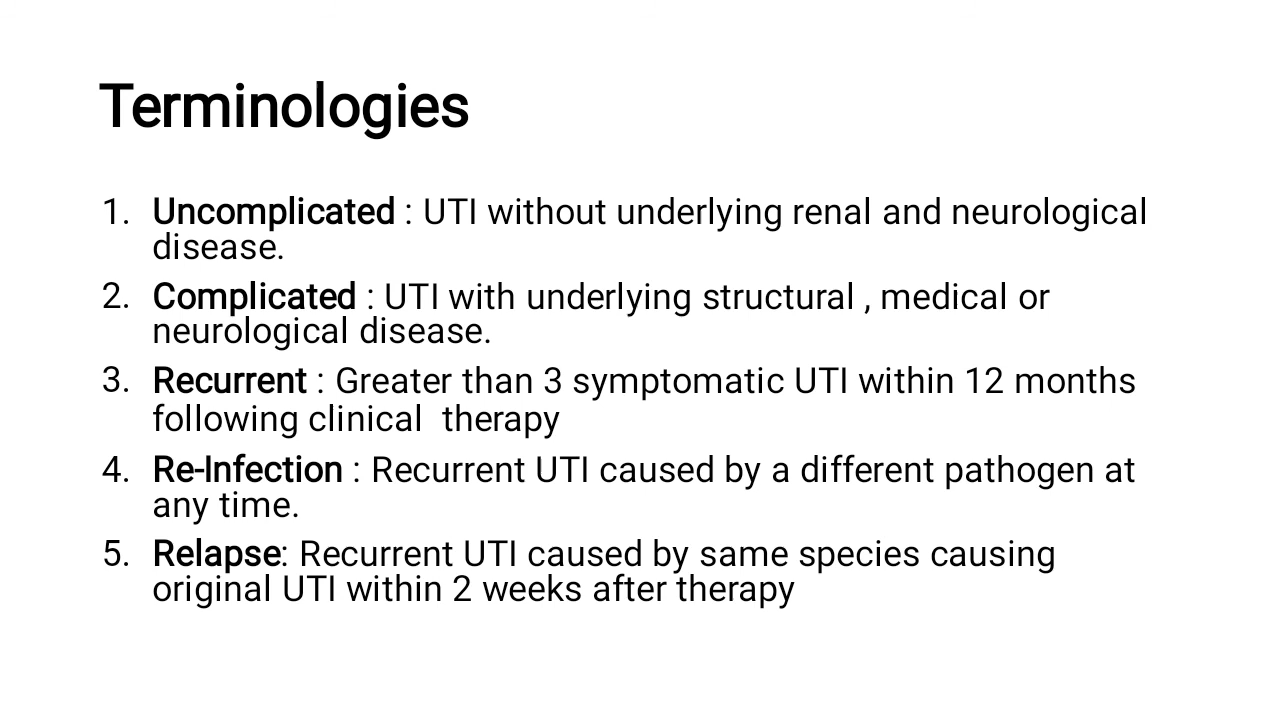 Terminologies
1. Uncomplicated : UTI without underlying renal and neurological
disease.
2. Complicated : UTI with underlying structural , medical or
neurological disease.
3. Recurrent : Greater than 3 symptomatic UTI within 12 months
following clinical  therapy
4. Re-Infection : Recurrent UTI caused by a different pathogen at
any time.
5. Relapse: Recurrent UTI caused by same species causing
original UTI within 2 weeks after therapy